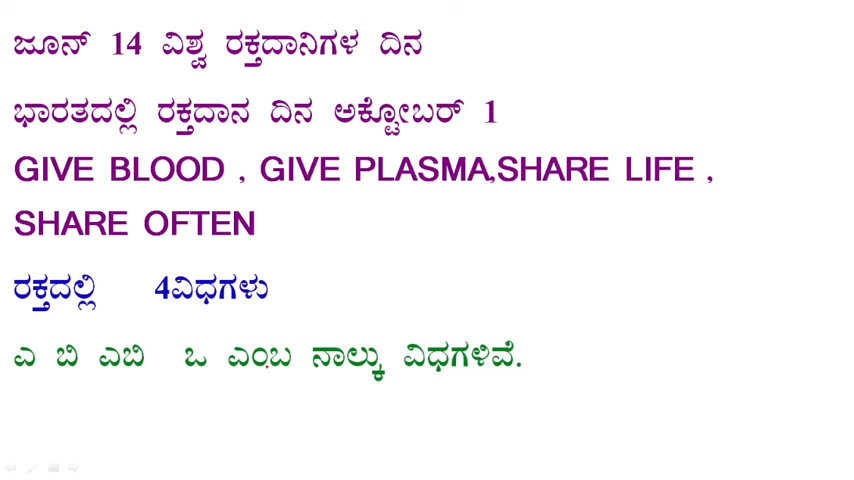 ಜೂನ್ 14 ವಿಶ್ವ ರಕ್ತದಾನಿಗಳ ದಿನ
ಭಾರತದಲ್ಲಿ ರಕ್ತದಾನ ದಿನ ಅಕ್ಟೋಬರ್ 1
GIVE BLOOD , GIVE PLASMA,SHARE LIFE ,
SHARE OFTEN
ರಕ್ತದಲ್ಲಿ 4ವಿಧಗಳು
ಎ ಬಿ ಎಬಿ ಒ ಎಂಬ ನಾಲ್ಕು ವಿಧಗಳಿವೆ.